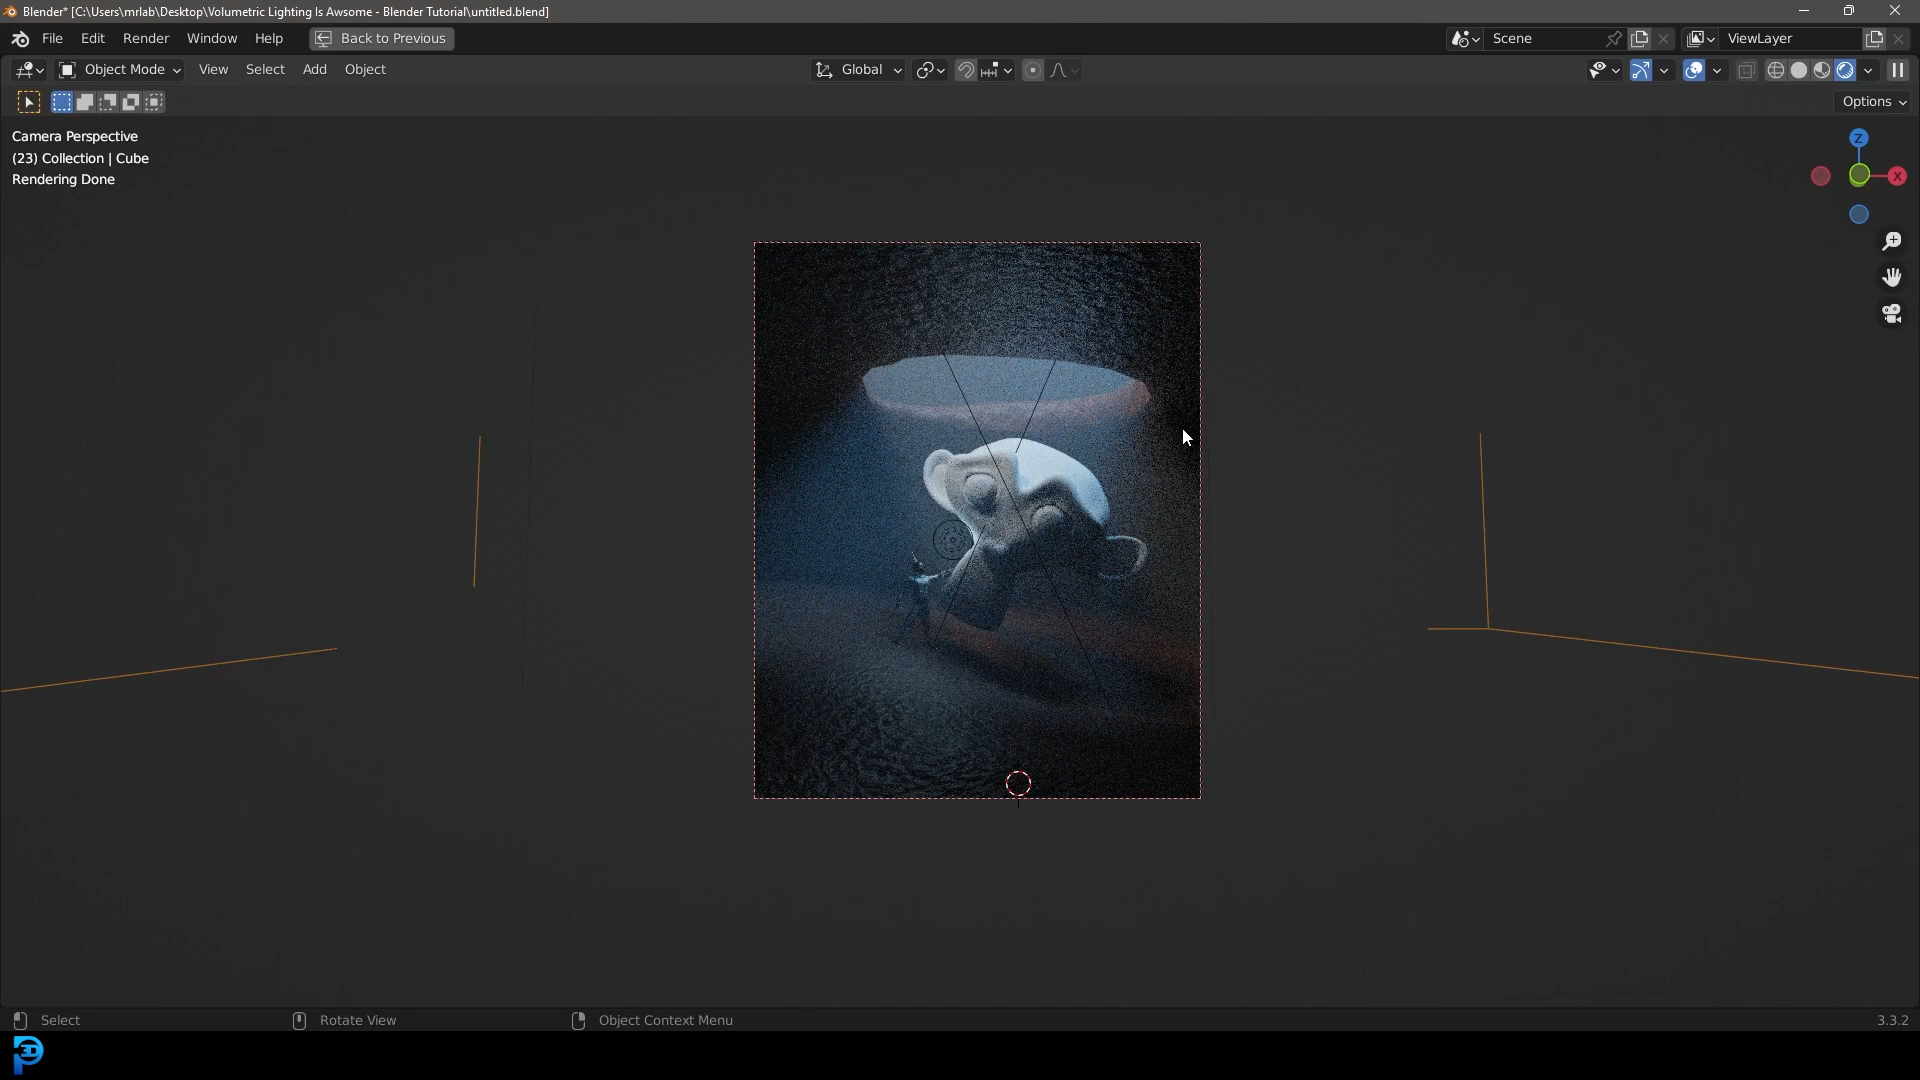 Blender* [C:\Users\mrlab\Desktop\Volumetric Lighting Is Awsome - Blender Tutorial\untitled.blend]
File Edit Render Window Help Back to Previous Scene ViewLayer
Object Mode View Select Add Object Global
Options
Camera Perspective
(23) Collection | Cube
Rendering Done
Z
X
Select Rotate View Object Context Menu 3.3.2
3D